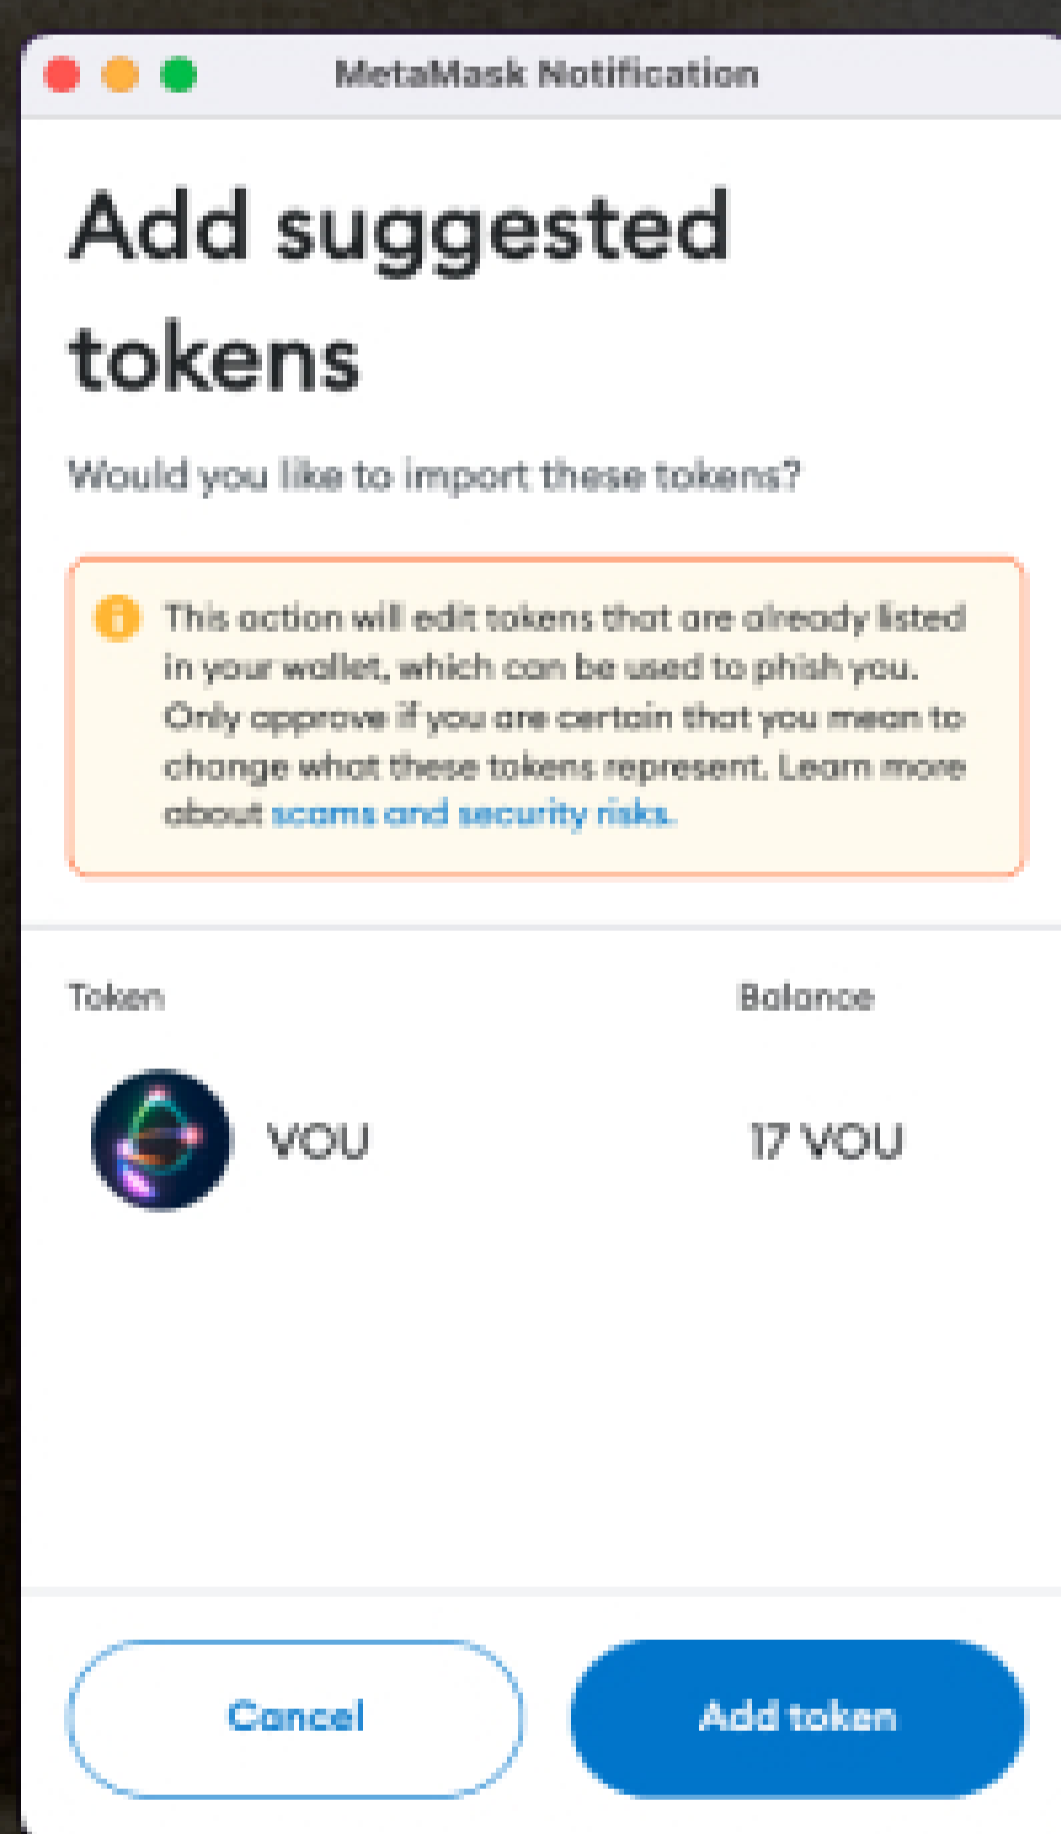 MetaMask Notification
Add suggested
tokens
Would you like to import these tokens?
This action will edit tokens that are already listed
in your wallet, which can be used to phish you.
Only approve if you are certain that you mean to
change what these tokens represent. Learn more
about scams and security risks.
Token Balance
VOU 17 VOU
Cancel Add token